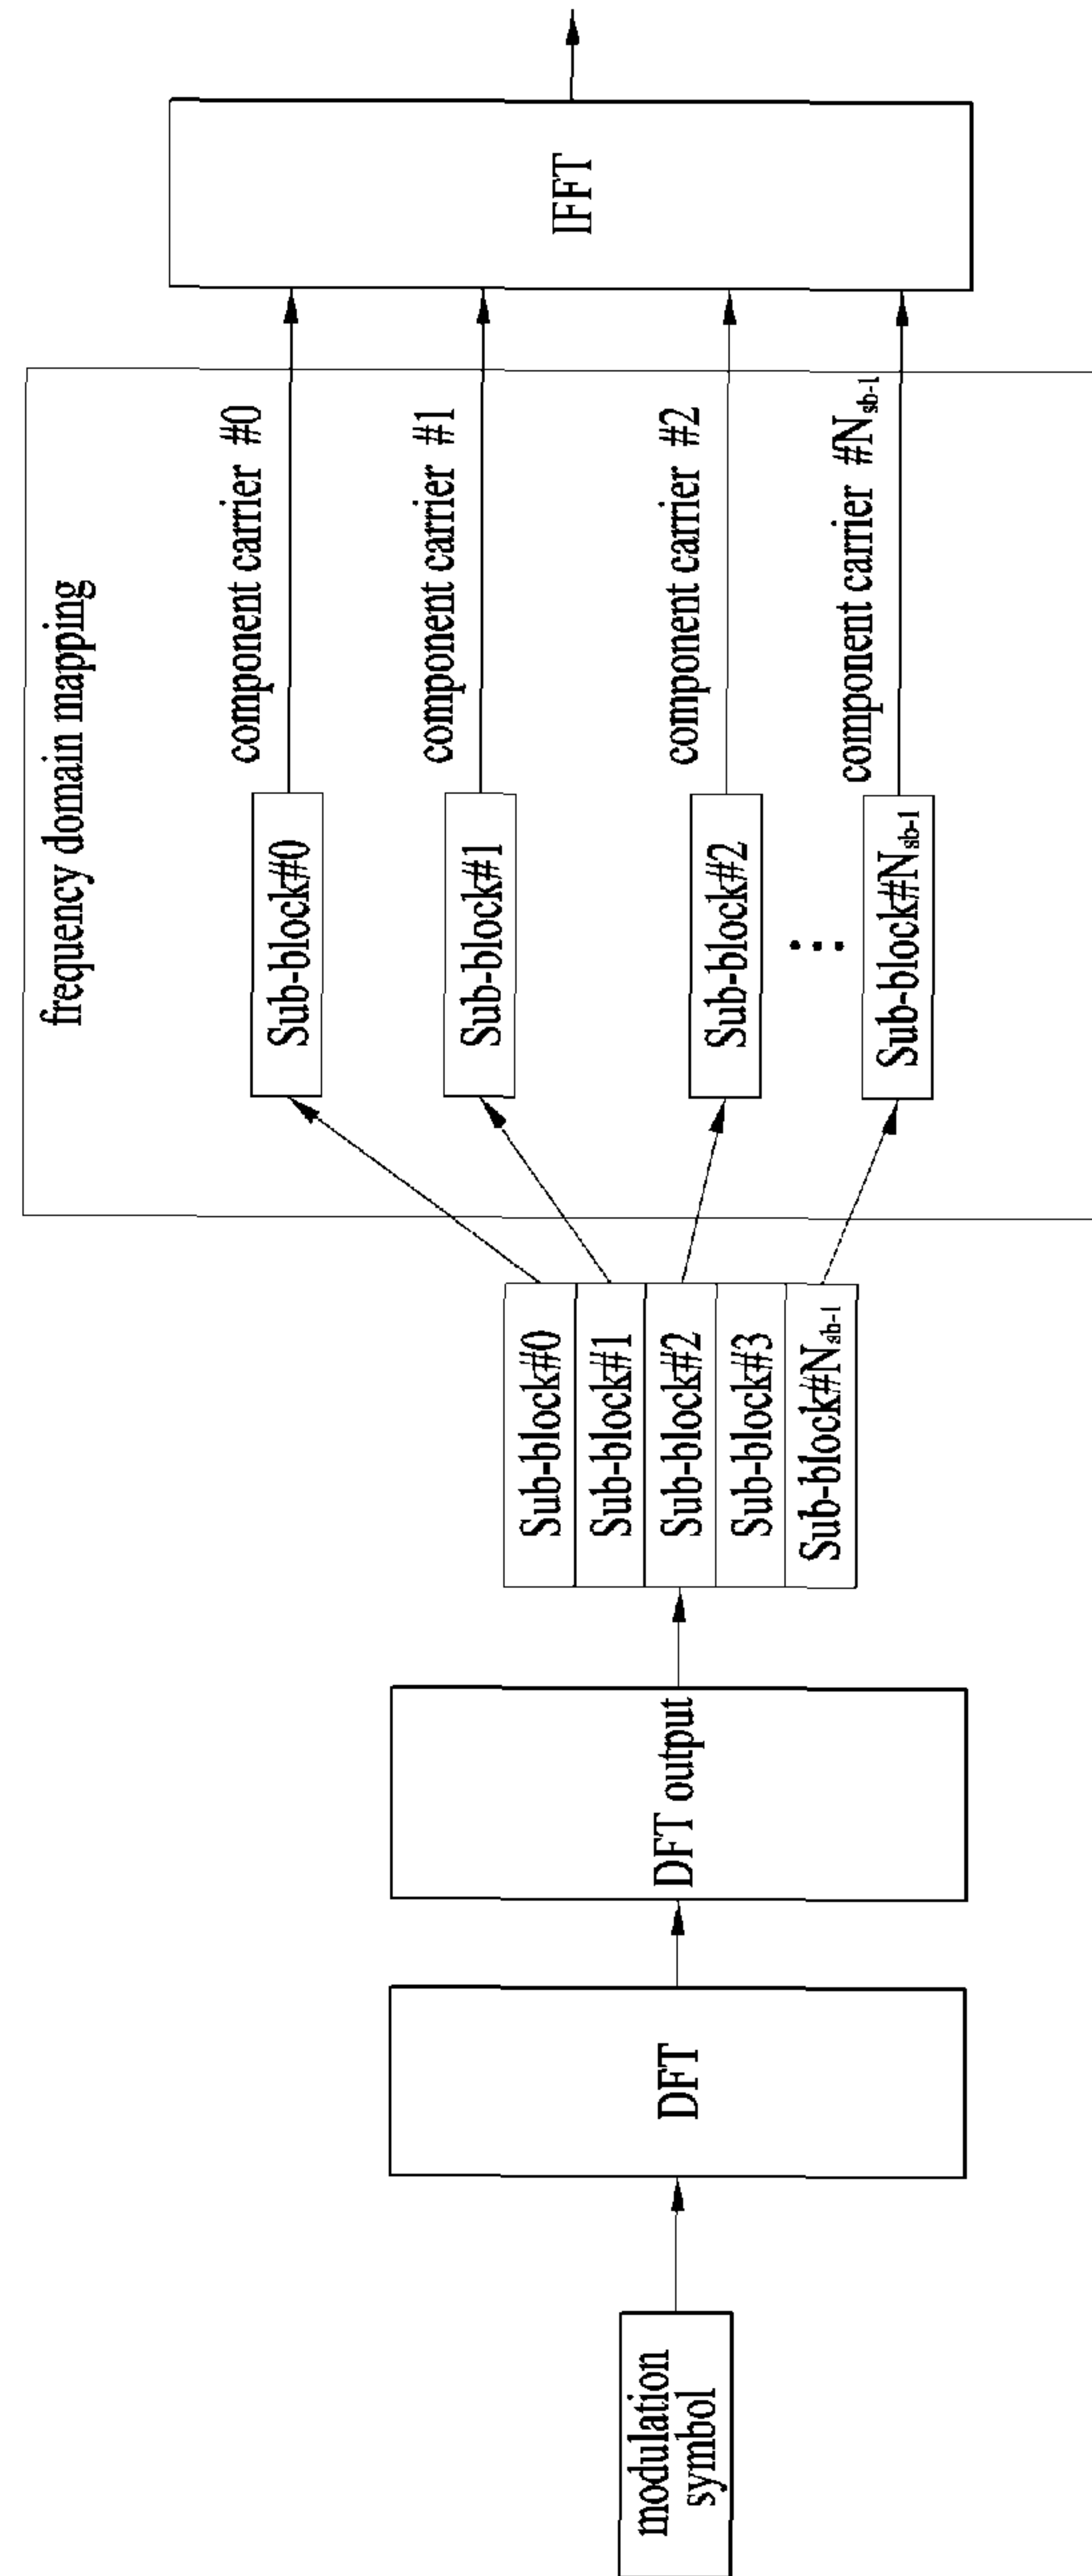 modulation
symbol
DFT
DFT output
Sub-block#0
Sub-block#1
Sub-block#2
Sub-block#3
Sub-block#Nsb-1
frequency domain mapping
Sub-block#0
component carrier #0
Sub-block#1
component carrier #1
Sub-block#2
component carrier #2
...
Sub-block#Nsb-1
component carrier #Nsb-1
IFFT